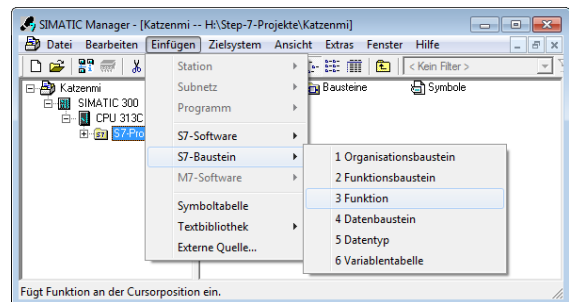 SIMATIC Manager - [Katzenmi -- H:\Step-7-Projekte\Katzenmi]
Datei Bearbeiten Einfügen Zielsystem Ansicht Extras Fenster Hilfe
< Kein Filter >
Katzenmi
SIMATIC 300
CPU 313C
S7-Pro
Station
Subnetz
Programm
S7-Software
S7-Baustein
M7-Software
Symboltabelle
Textbibliothek
Externe Quelle...
Bausteine
Symbole
1 Organisationsbaustein
2 Funktionsbaustein
3 Funktion
4 Datenbaustein
5 Datentyp
6 Variablentabelle
Fügt Funktion an der Cursorposition ein.